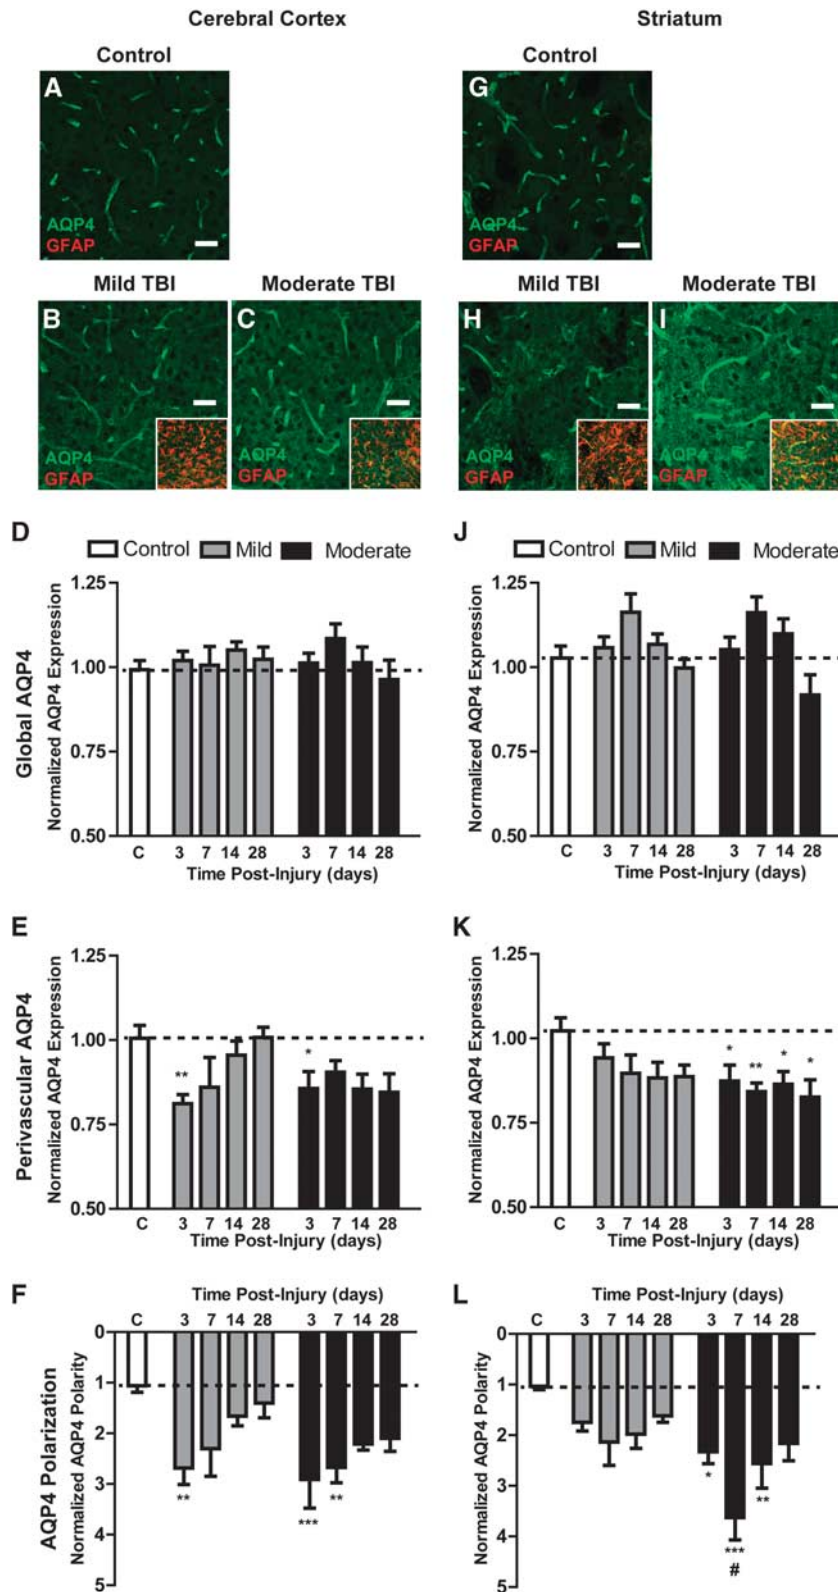 Cerebral Cortex
Striatum
Control
Control
A
AQP4
GFAP
G
AQP4
GFAP
Mild TBI
Moderate TBI
Mild TBI
Moderate TBI
B
AQP4
GFAP
C
AQP4
GFAP
H
AQP4
GFAP
I
AQP4
GFAP
D
Control Mild Moderate
Global AQP4
Normalized AQP4 Expression
1.25
1.00
0.75
0.50
C 3 7 14 28 3 7 14 28
Time Post-Injury (days)
J
Control Mild Moderate
Normalized AQP4 Expression
1.25
1.00
0.75
0.50
C 3 7 14 28 3 7 14 28
Time Post-Injury (days)
E
Perivascular AQP4
Normalized AQP4 Expression
1.25
1.00
0.75
0.50
** *
C 3 7 14 28 3 7 14 28
Time Post-Injury (days)
K
Normalized AQP4 Expression
1.25
1.00
0.75
0.50
* ** * *
C 3 7 14 28 3 7 14 28
Time Post-Injury (days)
F
Time Post-Injury (days)
C 3 7 14 28 3 7 14 28
AQP4 Polarization
Normalized AQP4 Polarity
0
1
2
3
4
5
** *** **
L
Time Post-Injury (days)
C 3 7 14 28 3 7 14 28
Normalized AQP4 Polarity
0
1
2
3
4
5
* *** **
#